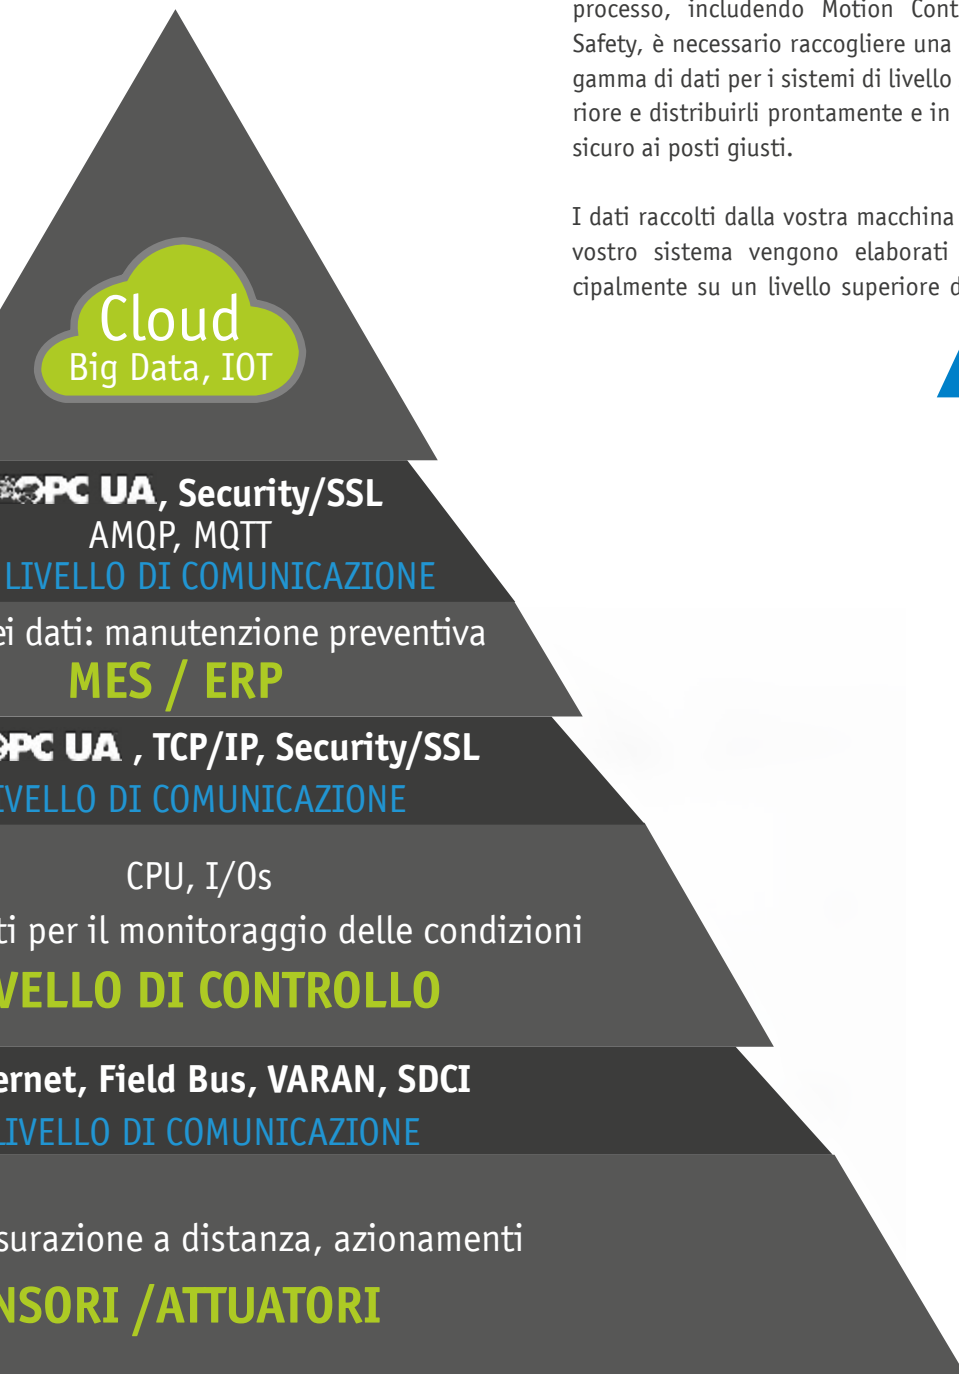 processo, includendo Motion Cont
Safety, è necessario raccogliere una
gamma di dati per i sistemi di livello
riore e distribuirli prontamente e in
sicuro ai posti giusti.
I dati raccolti dalla vostra macchina
vostro sistema vengono elaborati
cipalmente su un livello superiore d
Cloud
Big Data, IOT
OPC UA, Security/SSL
AMQP, MQTT
LIVELLO DI COMUNICAZIONE
ei dati: manutenzione preventiva
MES / ERP
OPC UA , TCP/IP, Security/SSL
IVELLO DI COMUNICAZIONE
CPU, I/Os
ti per il monitoraggio delle condizioni
VELLO DI CONTROLLO
ernet, Field Bus, VARAN, SDCI
LIVELLO DI COMUNICAZIONE
surazione a distanza, azionamenti
NSORI /ATTUATORI